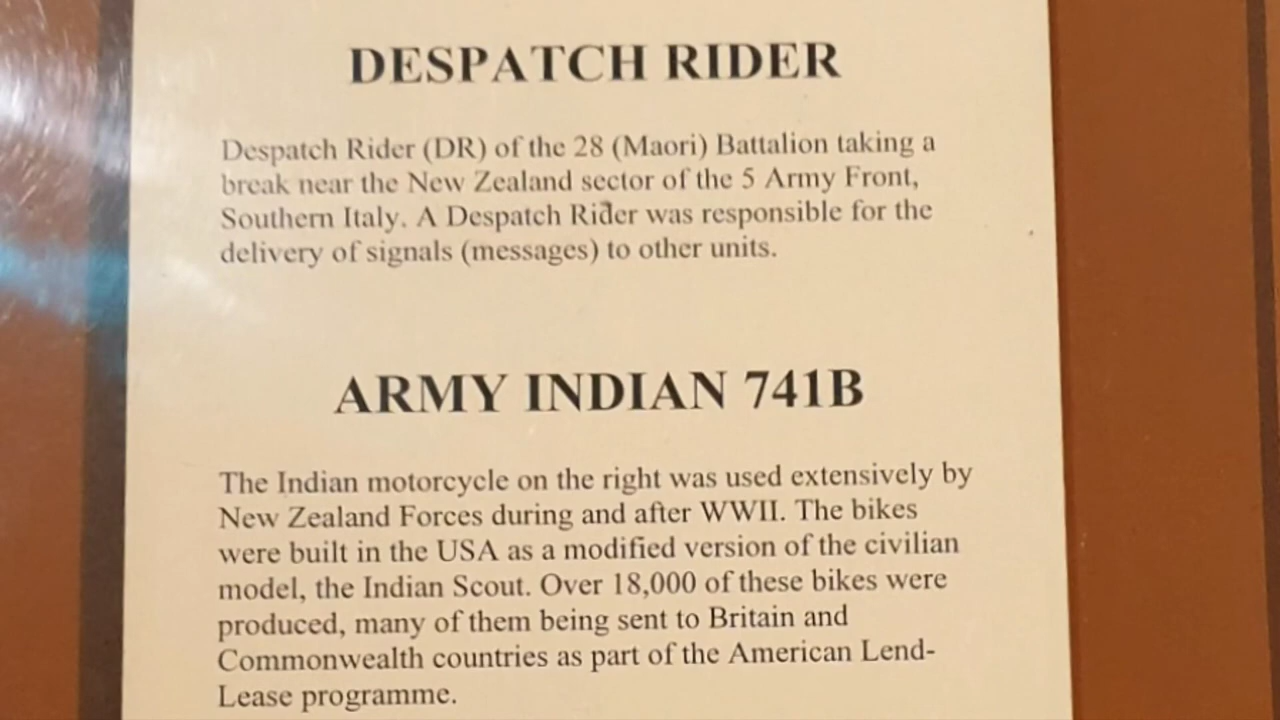 DESPATCH RIDER
Despatch Rider (DR) of the 28 (Maori) Battalion taking a
break near the New Zealand sector of the 5 Army Front,
Southern Italy. A Despatch Rider was responsible for the
delivery of signals (messages) to other units.
ARMY INDIAN 741B
The Indian motorcycle on the right was used extensively by
New Zealand Forces during and after WWII. The bikes
were built in the USA as a modified version of the civilian
model, the Indian Scout. Over 18,000 of these bikes were
produced, many of them being sent to Britain and
Commonwealth countries as part of the American Lend-
Lease programme.